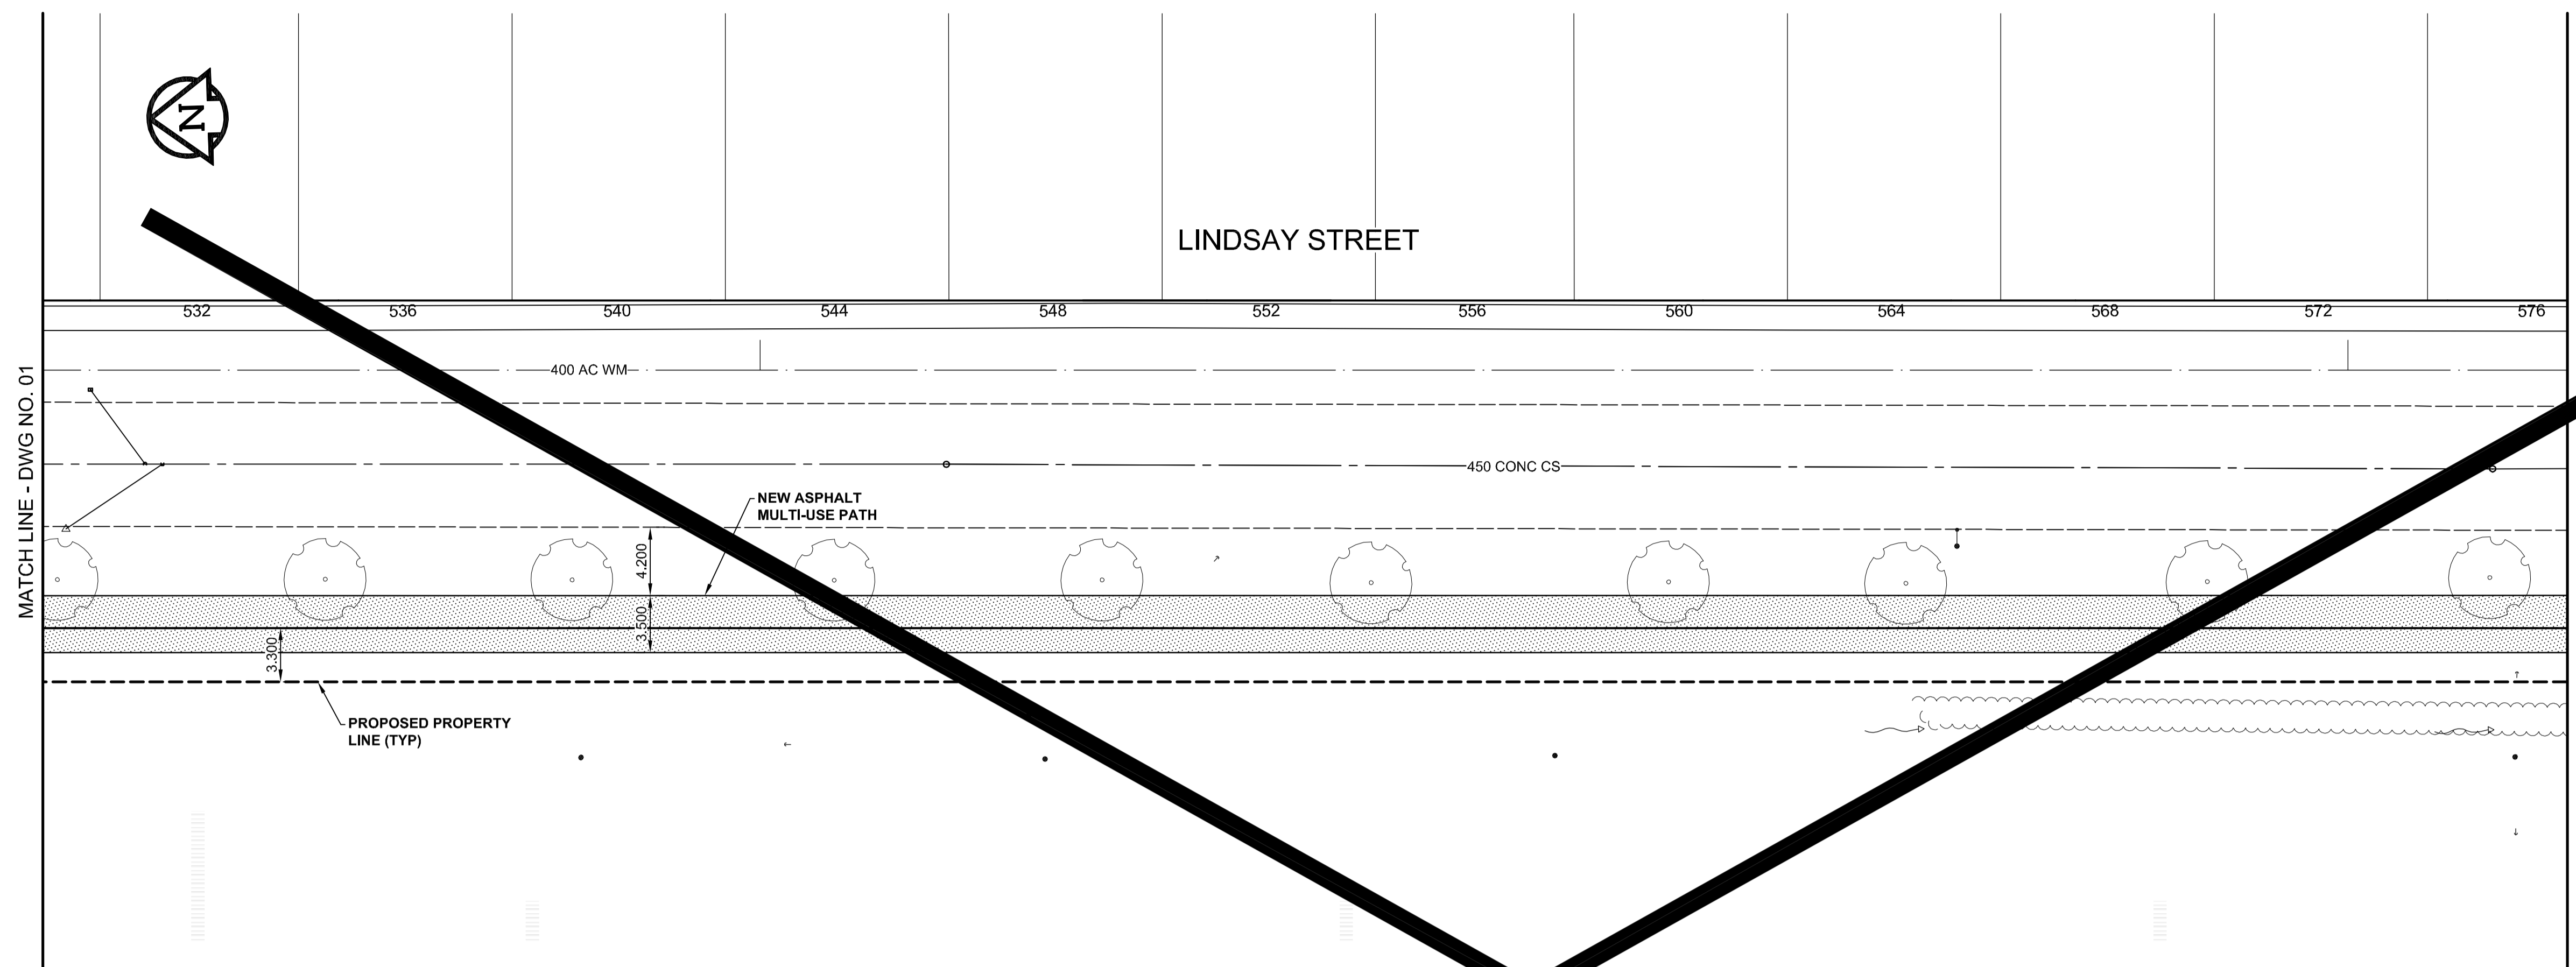 N
LINDSAY STREET
532 536 540 544 548 552 556 560 564 568 572 576
400 AC WM
MATCH LINE - DWG NO. 01
450 CONC CS
NEW ASPHALT
MULTI-USE PATH
4.200
3.500
3.300
PROPOSED PROPERTY
LINE (TYP)